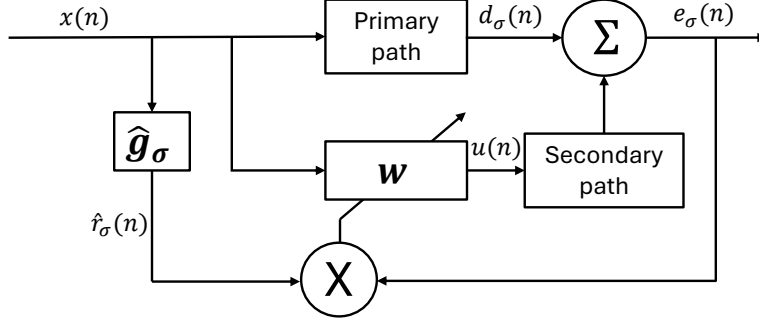 x(n)
Primary
path
d_σ(n)
Σ
e_σ(n)
ĝ_σ
w
u(n)
Secondary
path
r̂_σ(n)
X